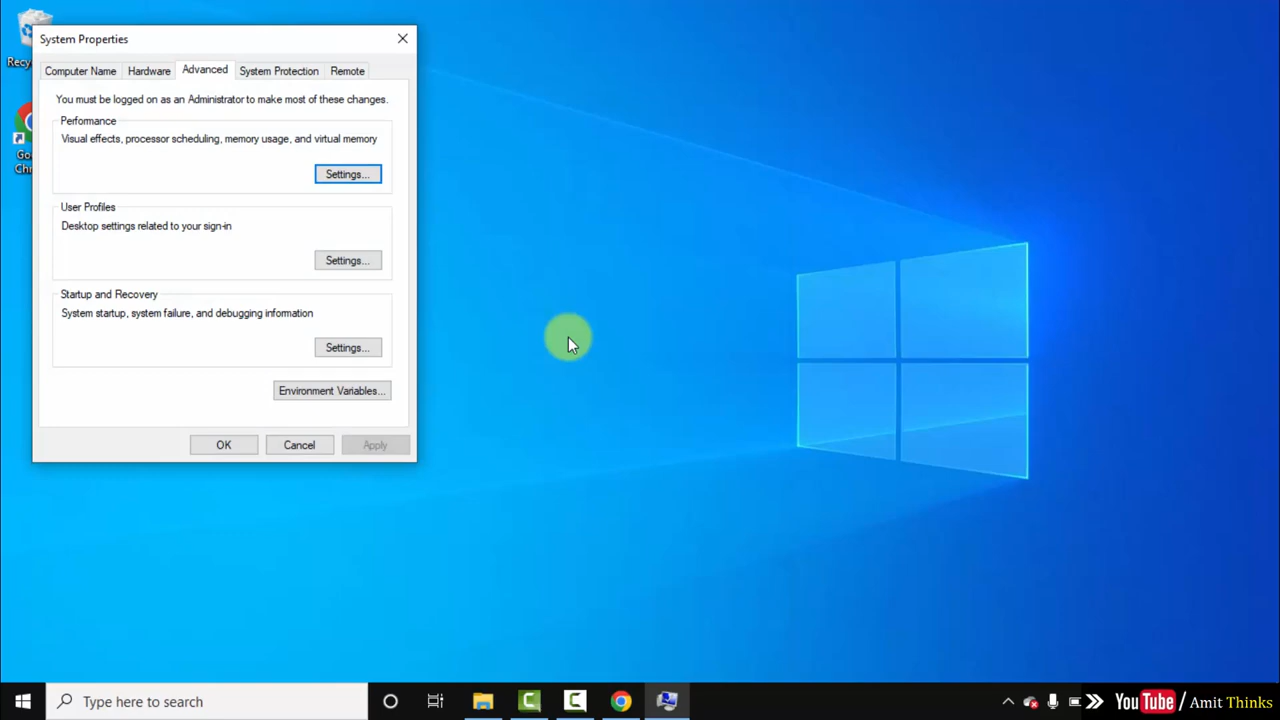 System Properties
Computer Name
Hardware
Advanced
System Protection
Remote
You must be logged on as an Administrator to make most of these changes.
Performance
Visual effects, processor scheduling, memory usage, and virtual memory
Settings...
User Profiles
Desktop settings related to your sign-in
Settings...
Startup and Recovery
System startup, system failure, and debugging information
Settings...
Environment Variables...
OK
Cancel
Apply
Recy
Go
Chr
Type here to search
YouTube / Amit Thinks